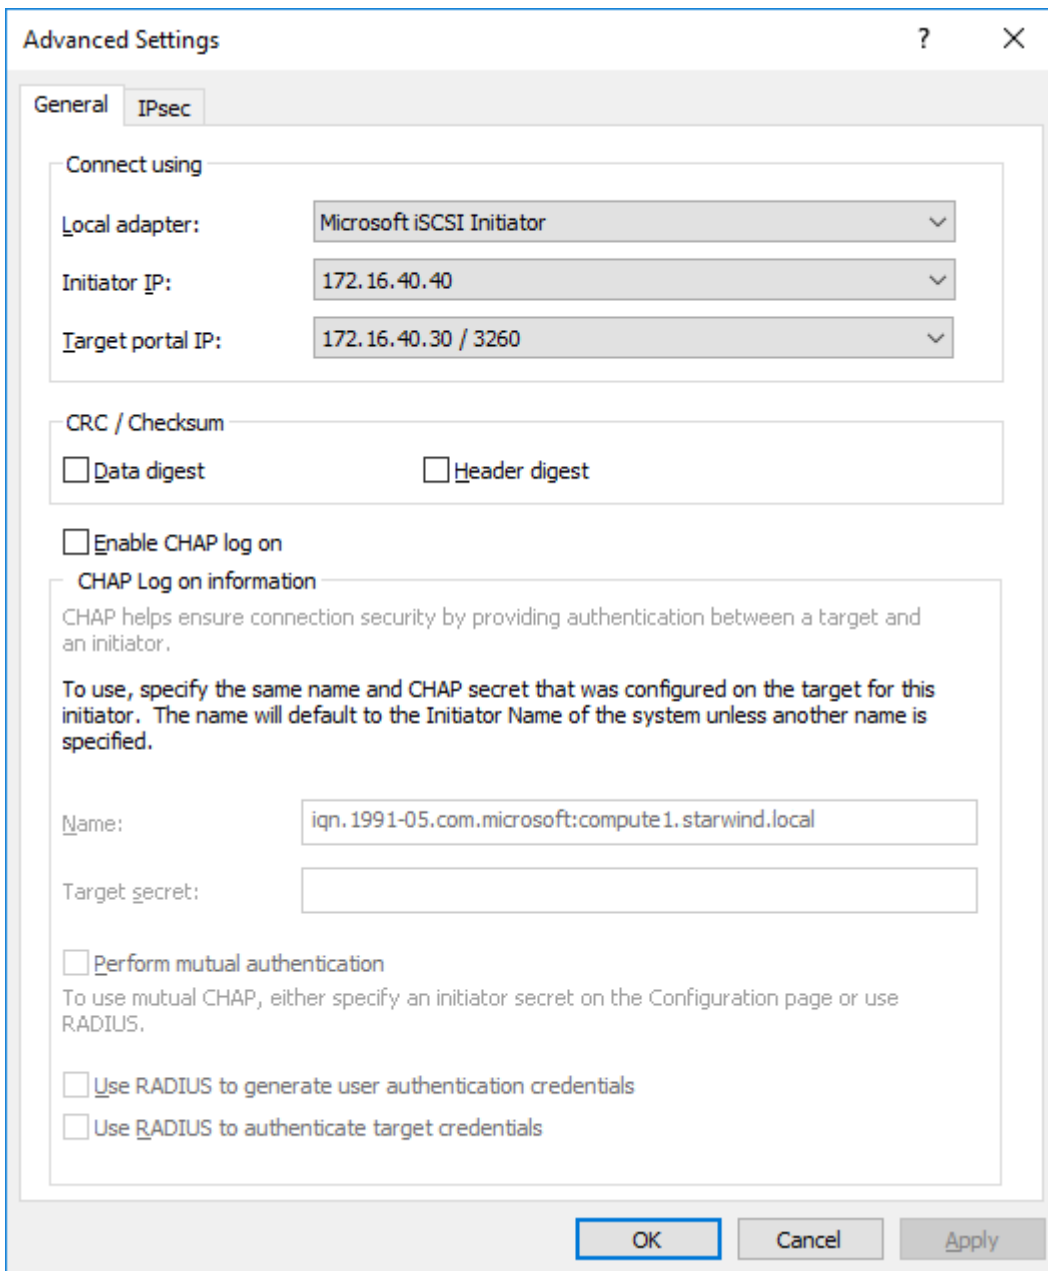 Advanced Settings
?
General
IPsec
Connect using
Local adapter:
Microsoft iSCSI Initiator
Initiator IP:
172.16.40.40
Target portal IP:
172.16.40.30 / 3260
CRC / Checksum
Data digest
Header digest
Enable CHAP log on
CHAP Log on information
CHAP helps ensure connection security by providing authentication between a target and
an initiator.
To use, specify the same name and CHAP secret that was configured on the target for this
initiator.  The name will default to the Initiator Name of the system unless another name is
specified.
Name:
iqn.1991-05.com.microsoft:compute1.starwind.local
Target secret:
Perform mutual authentication
To use mutual CHAP, either specify an initiator secret on the Configuration page or use
RADIUS.
Use RADIUS to generate user authentication credentials
Use RADIUS to authenticate target credentials
OK
Cancel
Apply